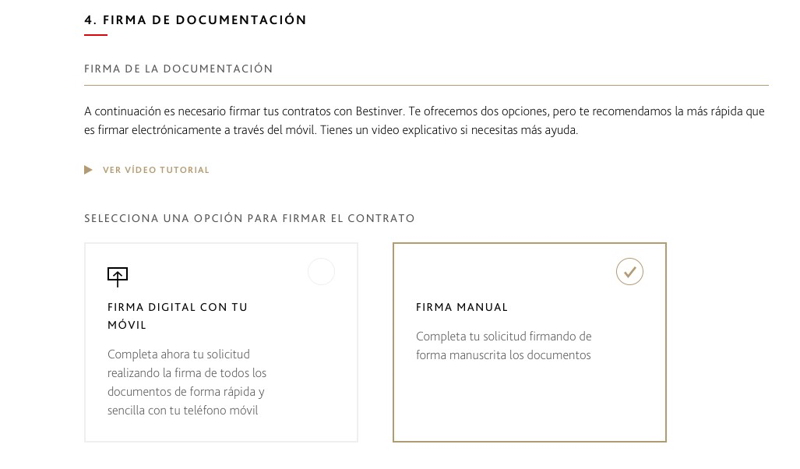 4. FIRMA DE DOCUMENTACIÓN
FIRMA DE LA DOCUMENTACIÓN
A continuación es necesario firmar tus contratos con Bestinver. Te ofrecemos dos opciones, pero te recomendamos la más rápida que
es firmar electrónicamente a través del móvil. Tienes un video explicativo si necesitas más ayuda.
VER VÍDEO TUTORIAL
SELECCIONA UNA OPCIÓN PARA FIRMAR EL CONTRATO
FIRMA DIGITAL CON TU
MÓVIL
Completa ahora tu solicitud
realizando la firma de todos los
documentos de forma rápida y
sencilla con tu teléfono móvil
FIRMA MANUAL
Completa tu solicitud firmando de
forma manuscrita los documentos